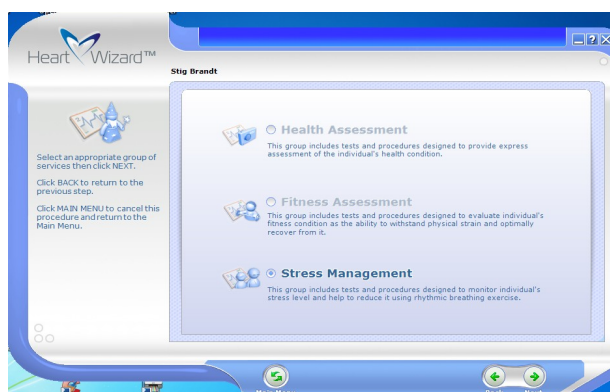 Heart Wizard™
Stig Brandt
Select an appropriate group of
services then click NEXT.
Click BACK to return to the
previous step.
Click MAIN MENU to cancel this
procedure and return to the
Main Menu.
Health Assessment
This group includes tests and procedures designed to provide express
assessment of the individual's health condition.
Fitness Assessment
This group includes tests and procedures designed to evaluate individual's
fitness condition as the ability to withstand physical strain and optimally
recover from it.
Stress Management
This group includes tests and procedures designed to monitor individual's
stress level and help to reduce it using rhythmic breathing exercise.
Main Menu
Back Next